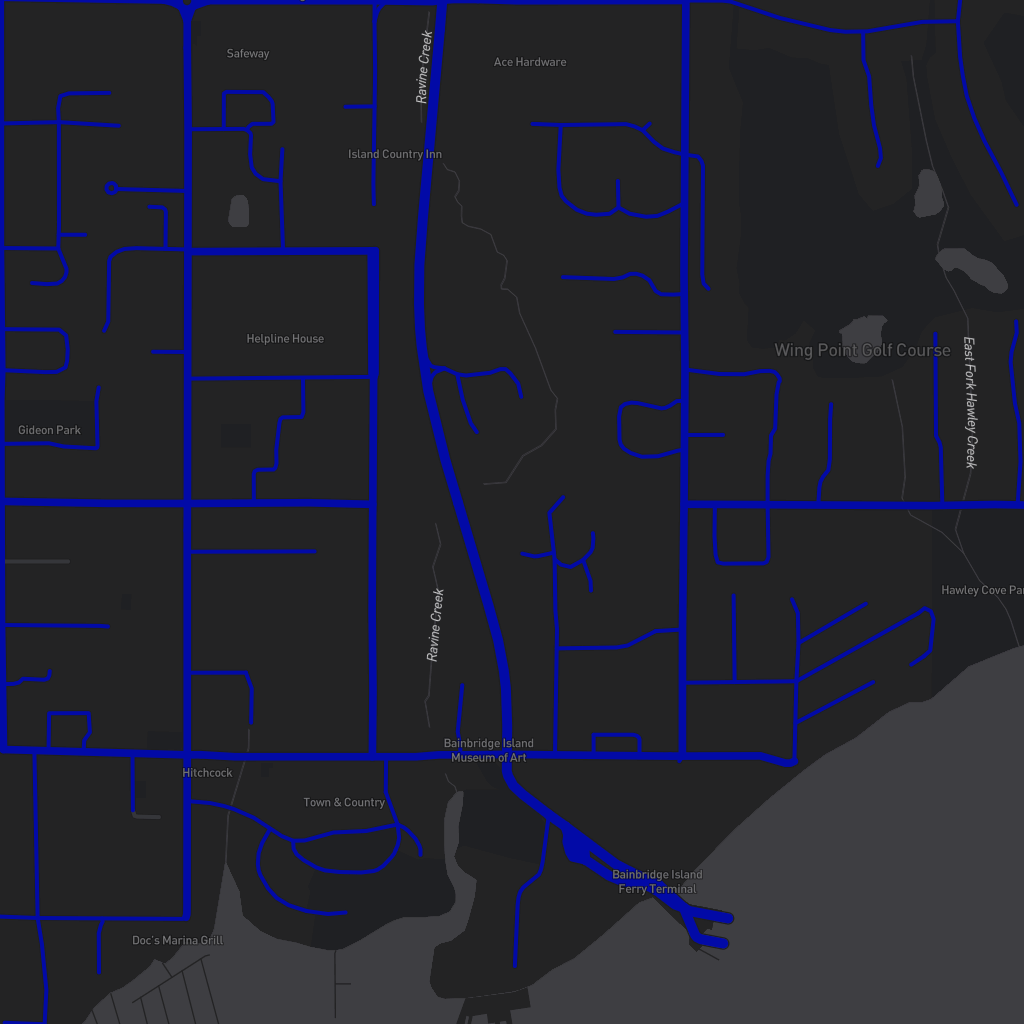 Safeway
Ravine Creek
Ace Hardware
Island Country Inn
Helpline House
Wing Point Golf Course
East Fork Hawley Creek
Gideon Park
Hawley Cove Par
Ravine Creek
Bainbridge Island
Museum of Art
Hitchcock
Town & Country
Bainbridge Island
Ferry Terminal
Doc's Marina Grill